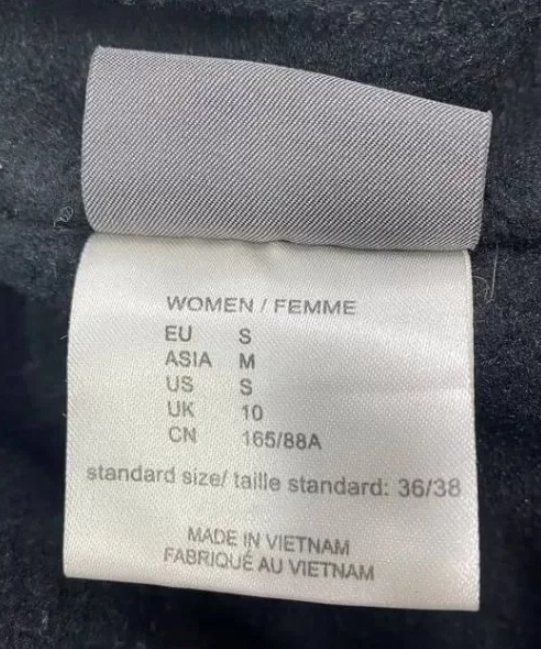 WOMEN / FEMME
EU S
ASIA M
US S
UK 10
CN 165/88A
standard size/ taille standard: 36/38
MADE IN VIETNAM
FABRIQUÉ AU VIETNAM